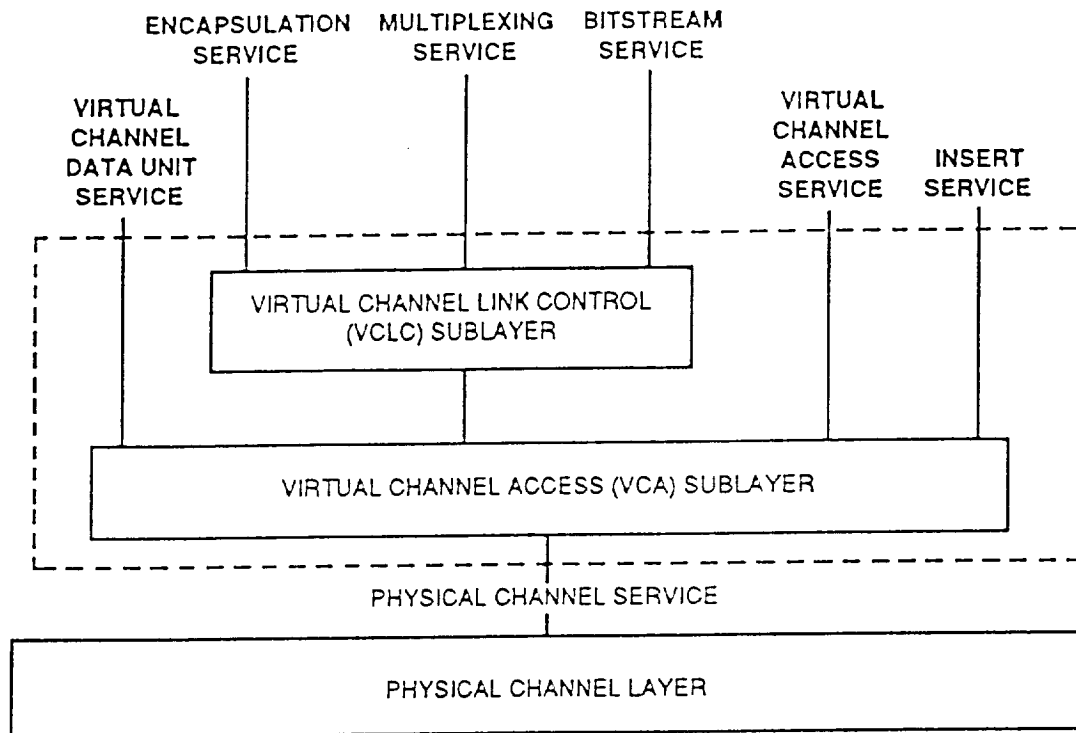 ENCAPSULATION
SERVICE
MULTIPLEXING
SERVICE
BITSTREAM
SERVICE
VIRTUAL
CHANNEL
DATA UNIT
SERVICE
VIRTUAL
CHANNEL
ACCESS
SERVICE
INSERT
SERVICE
VIRTUAL CHANNEL LINK CONTROL
(VCLC) SUBLAYER
VIRTUAL CHANNEL ACCESS (VCA) SUBLAYER
PHYSICAL CHANNEL SERVICE
PHYSICAL CHANNEL LAYER